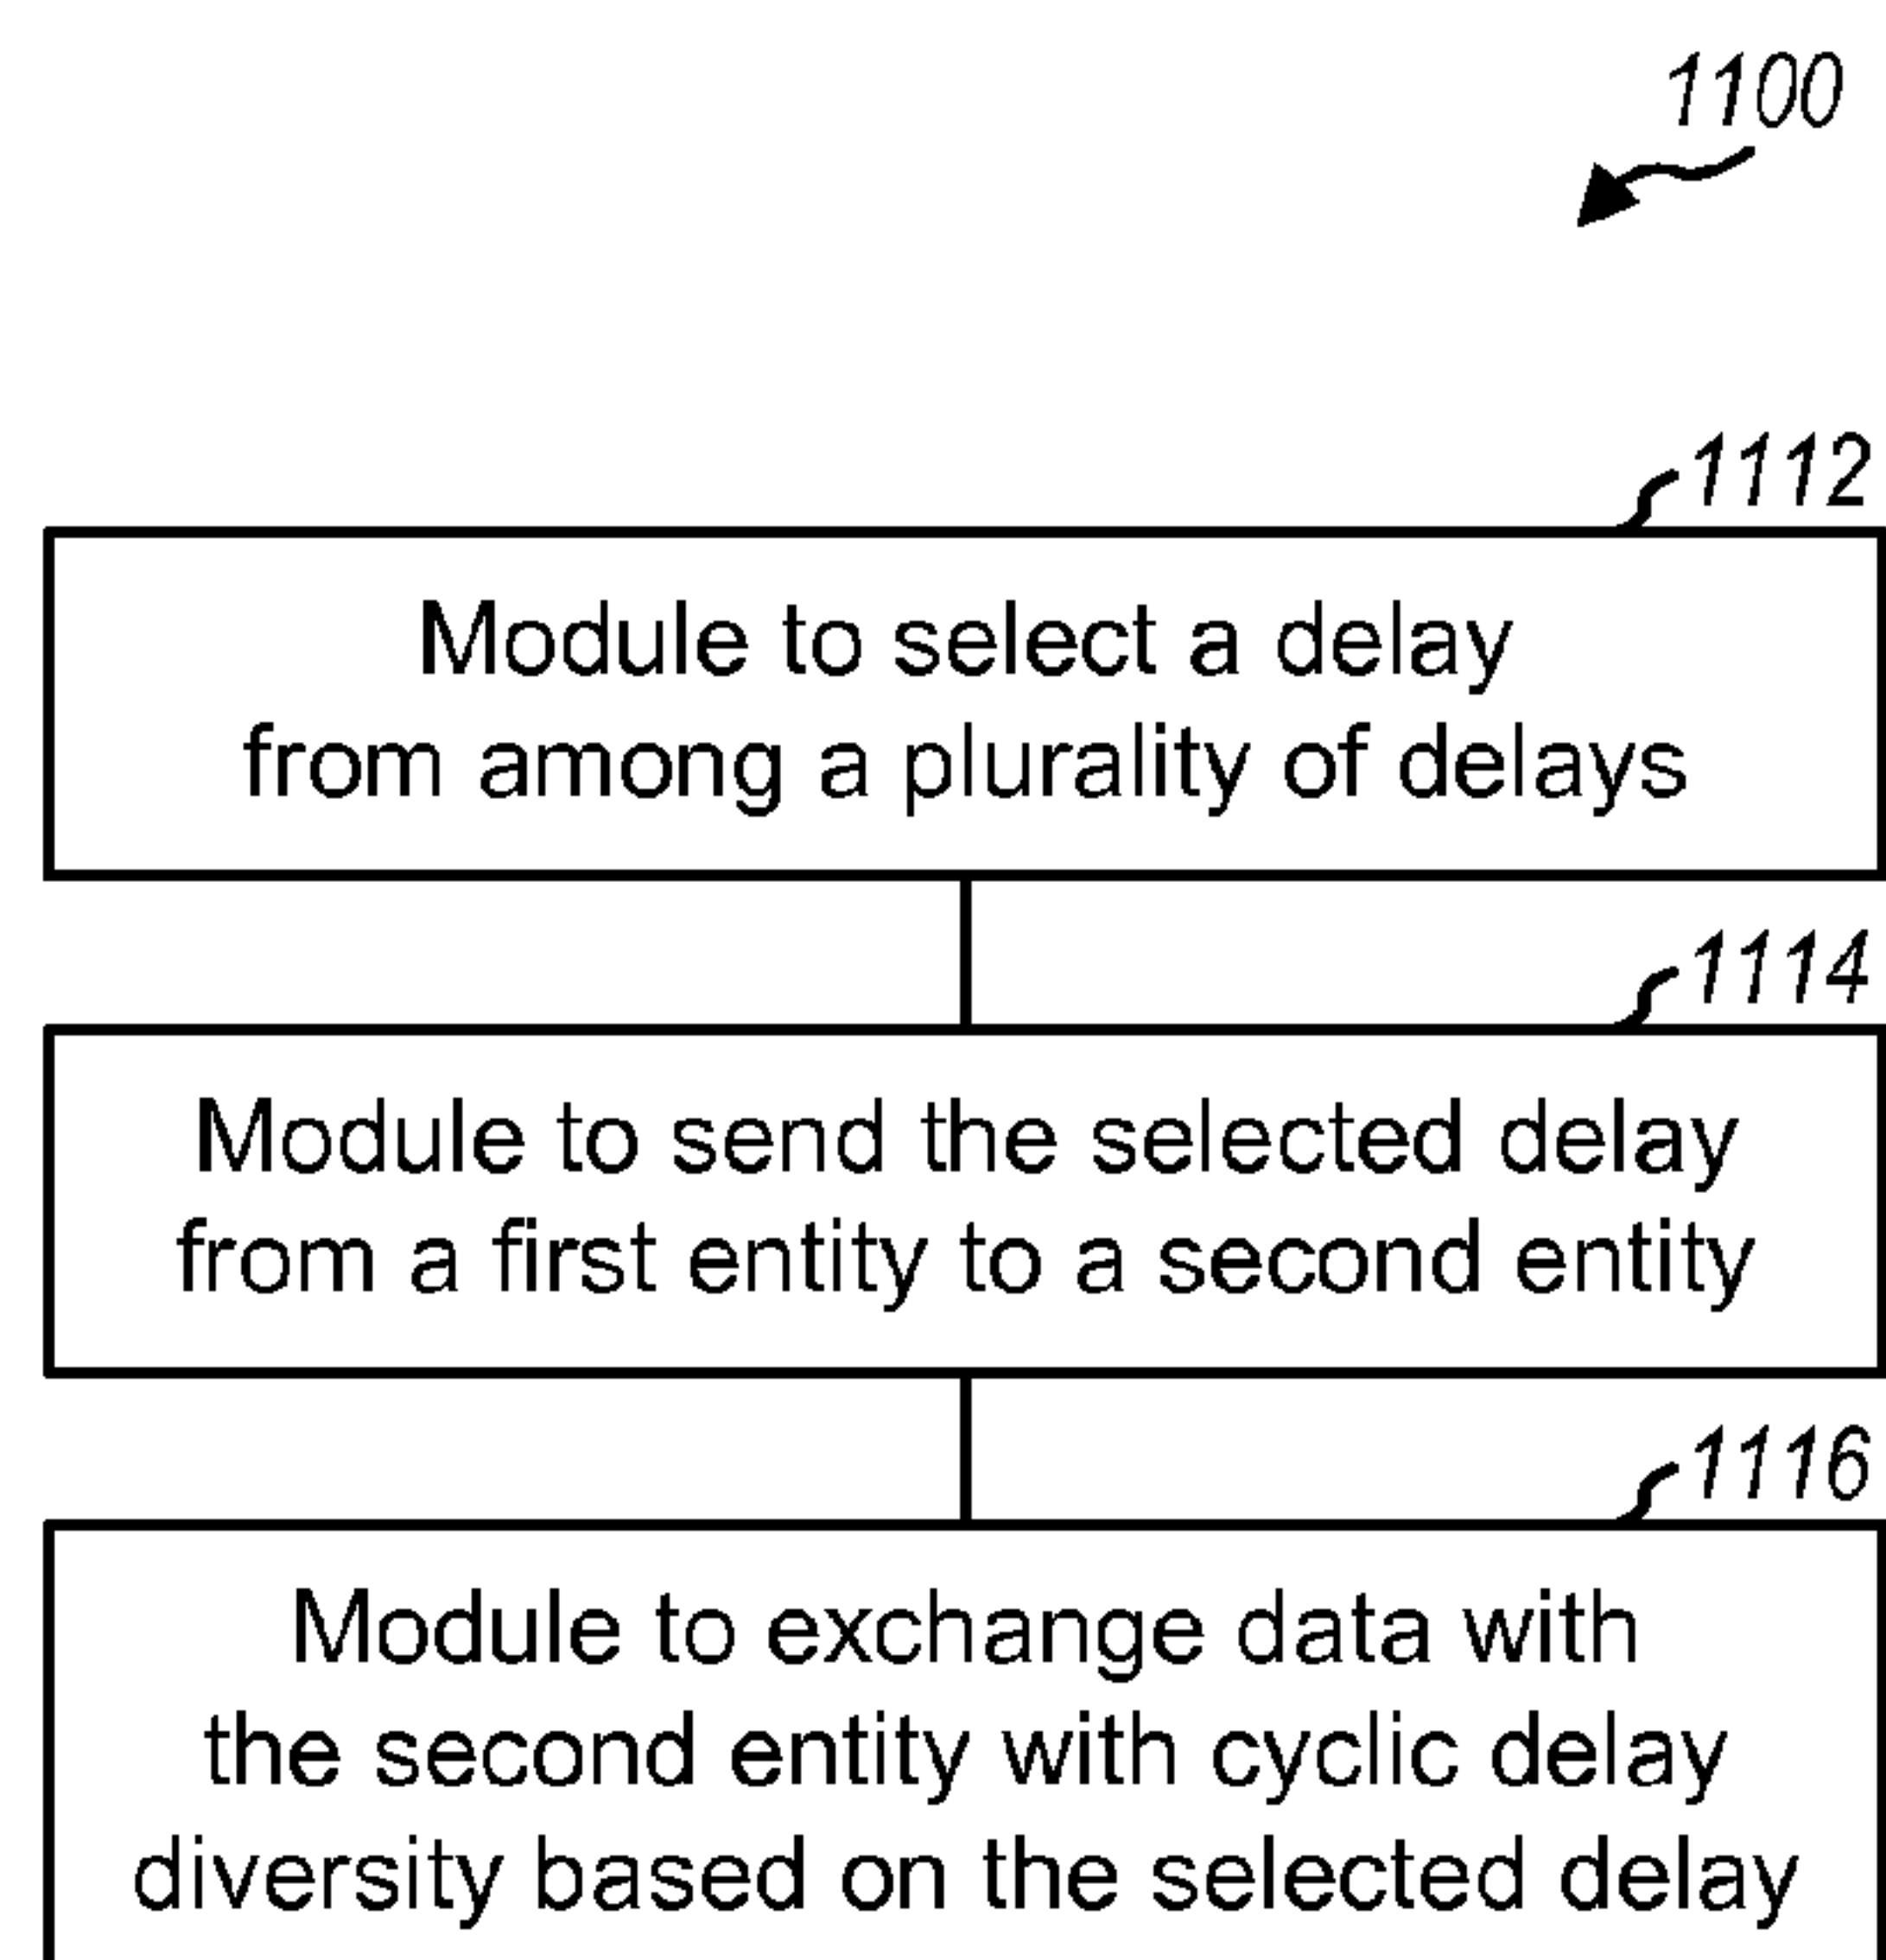 1100
1112
Module to select a delay
from among a plurality of delays
1114
Module to send the selected delay
from a first entity to a second entity
1116
Module to exchange data with
the second entity with cyclic delay
diversity based on the selected delay